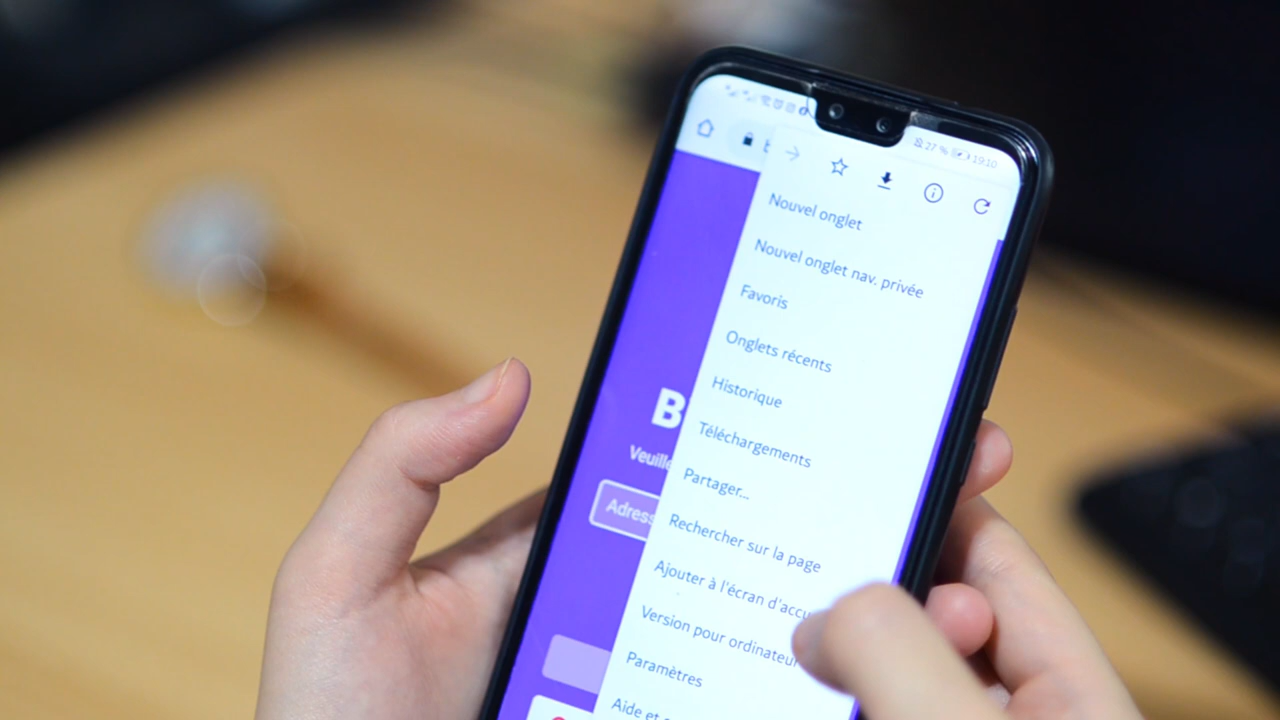 27 % 19:10
Nouvel onglet
Nouvel onglet nav. privée
Favoris
Onglets récents
Historique
Téléchargements
Partager...
Rechercher sur la page
Ajouter à l'écran d'accu
Version pour ordinateur
Paramètres
Aide et
B
Veuille
Adress